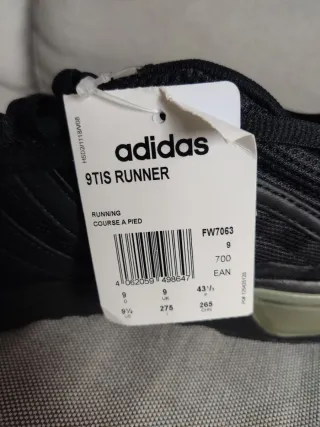 adidas
9TIS RUNNER
RUNNING
COURSE A PIED
FW7063
9
700
EAN
4 062059 498647
9 9 43⅓
9½ 275 265